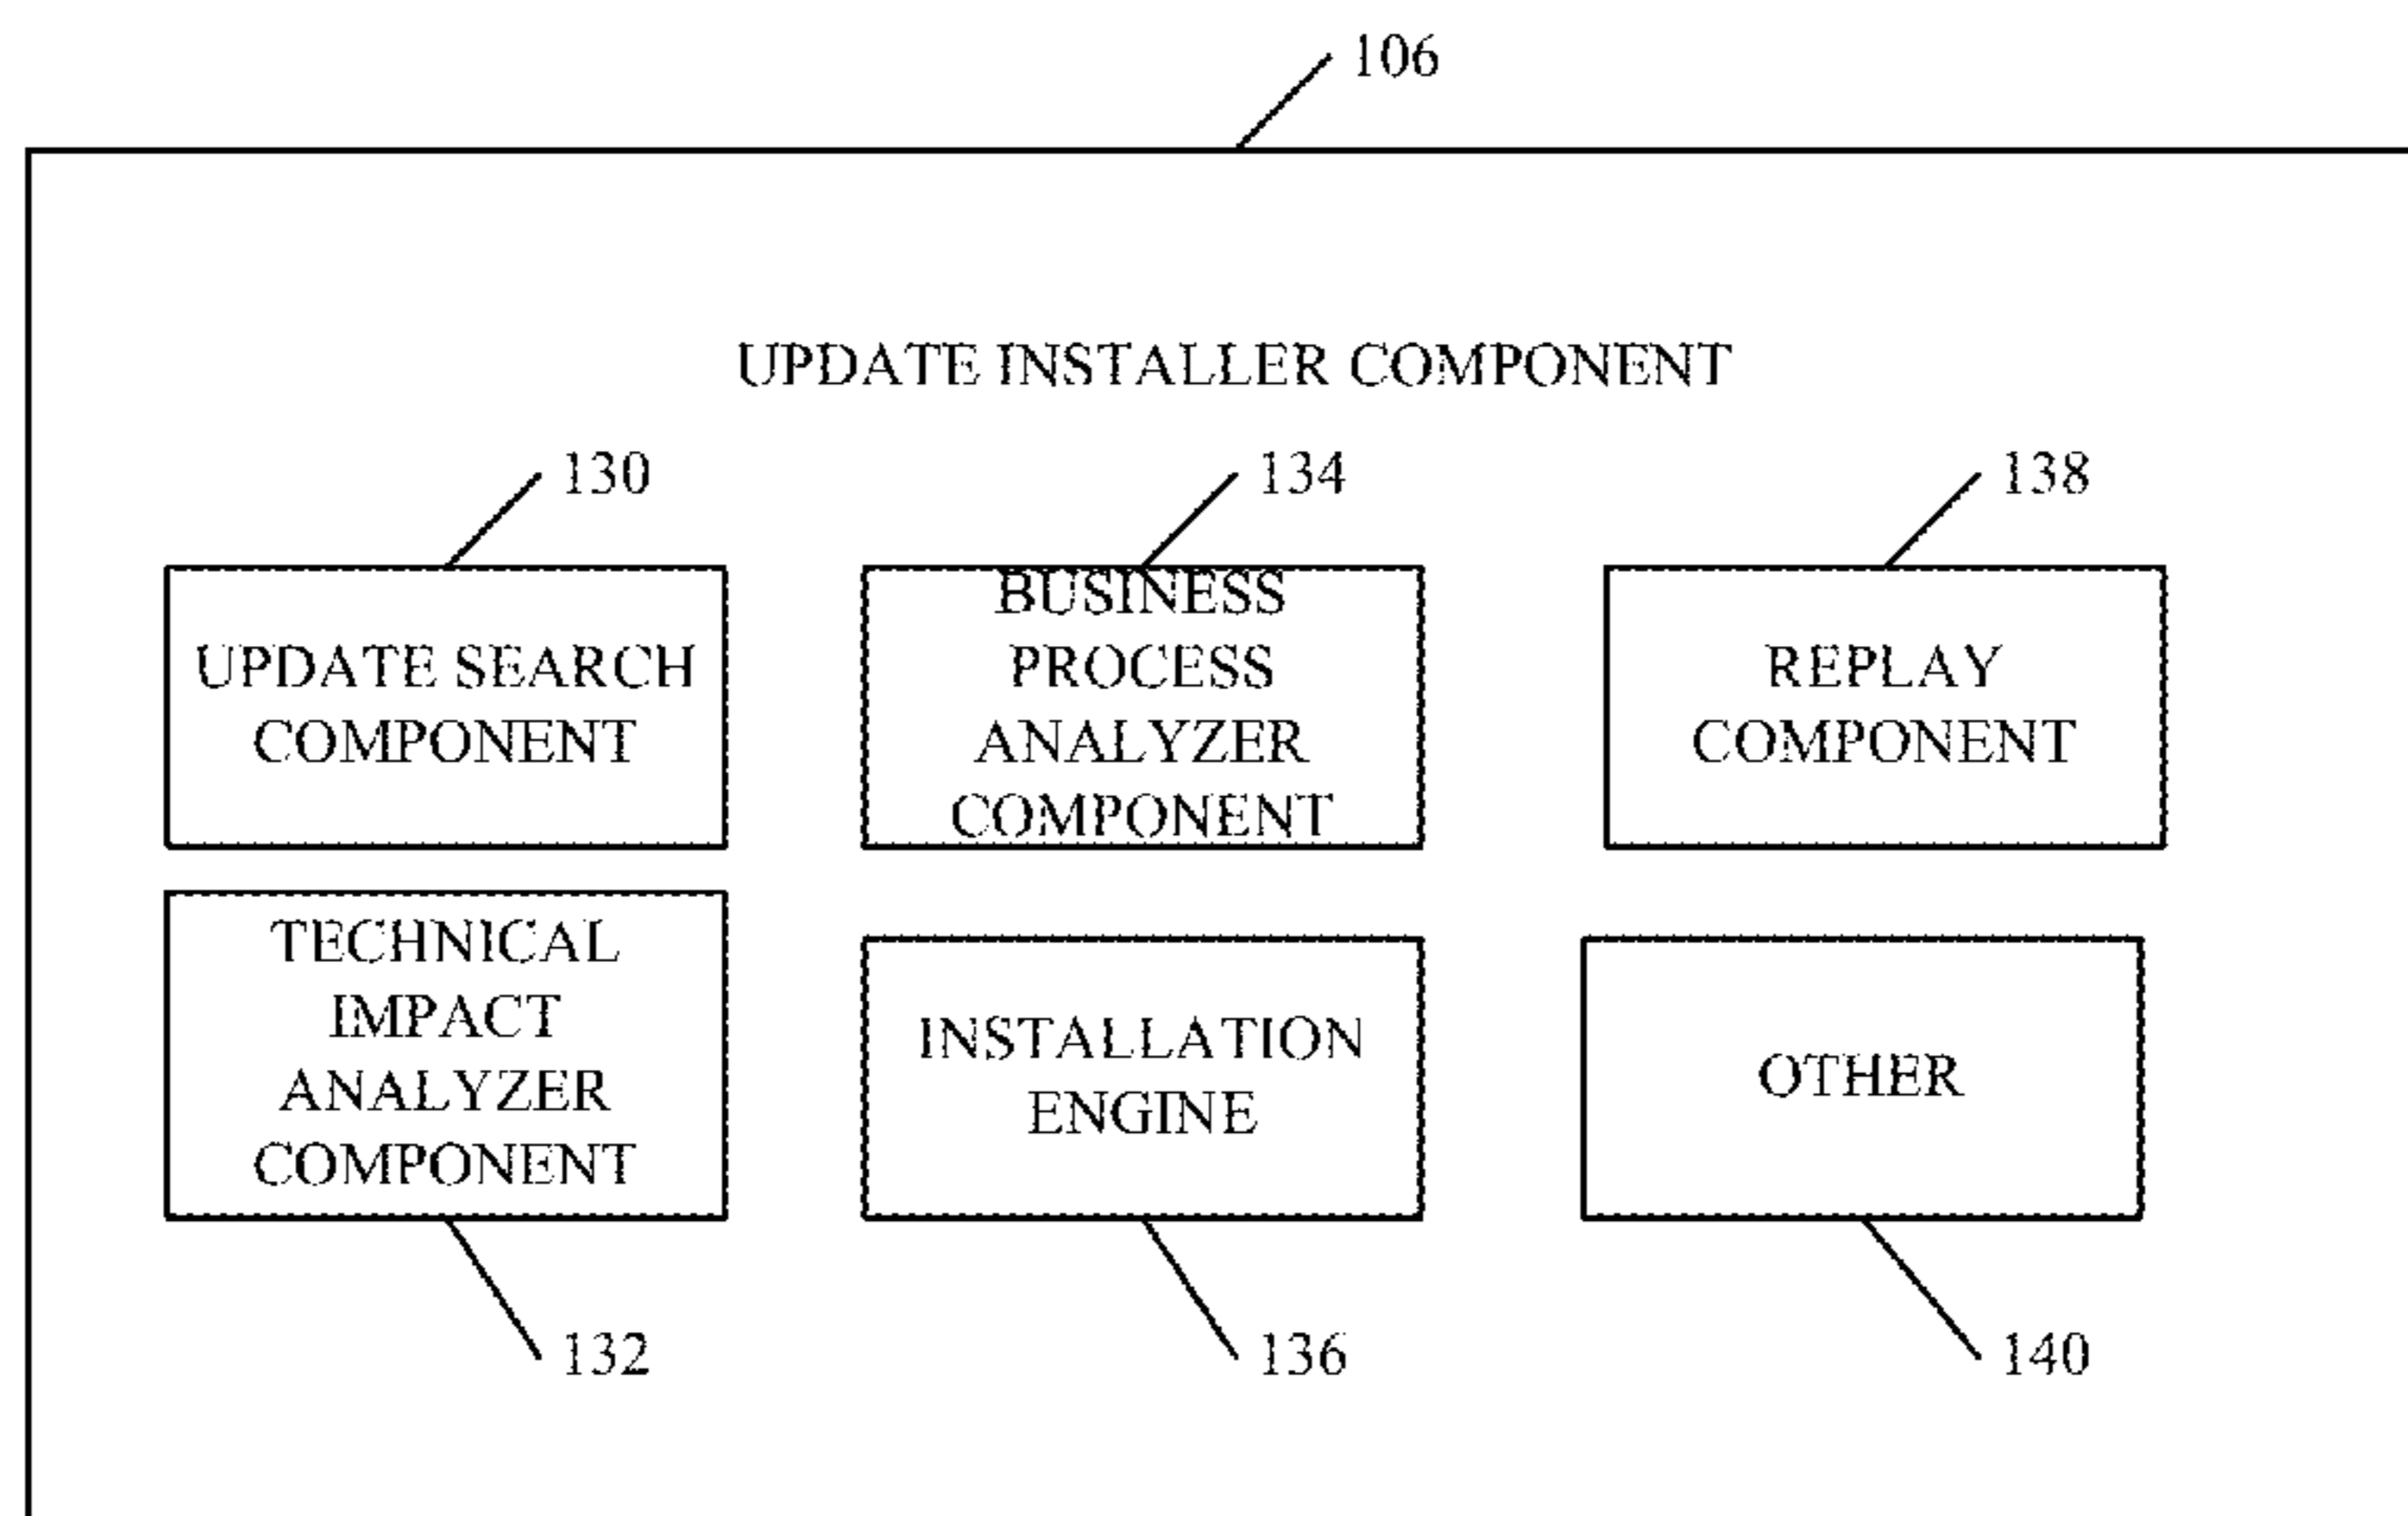 106
UPDATE INSTALLER COMPONENT
130
134
138
UPDATE SEARCH
COMPONENT
BUSINESS
PROCESS
ANALYZER
COMPONENT
REPLAY
COMPONENT
TECHNICAL
IMPACT
ANALYZER
COMPONENT
INSTALLATION
ENGINE
OTHER
132
136
140